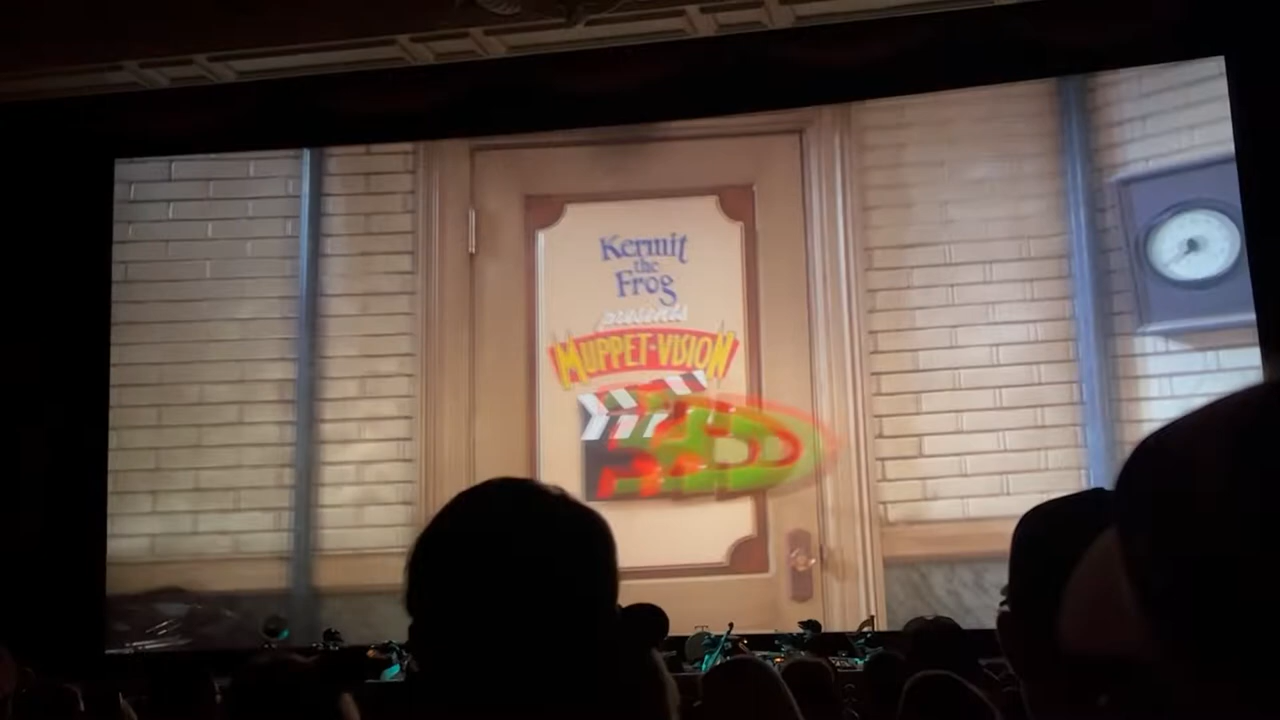 Kermit
the
Frog
presents
MUPPET-VISION
3D